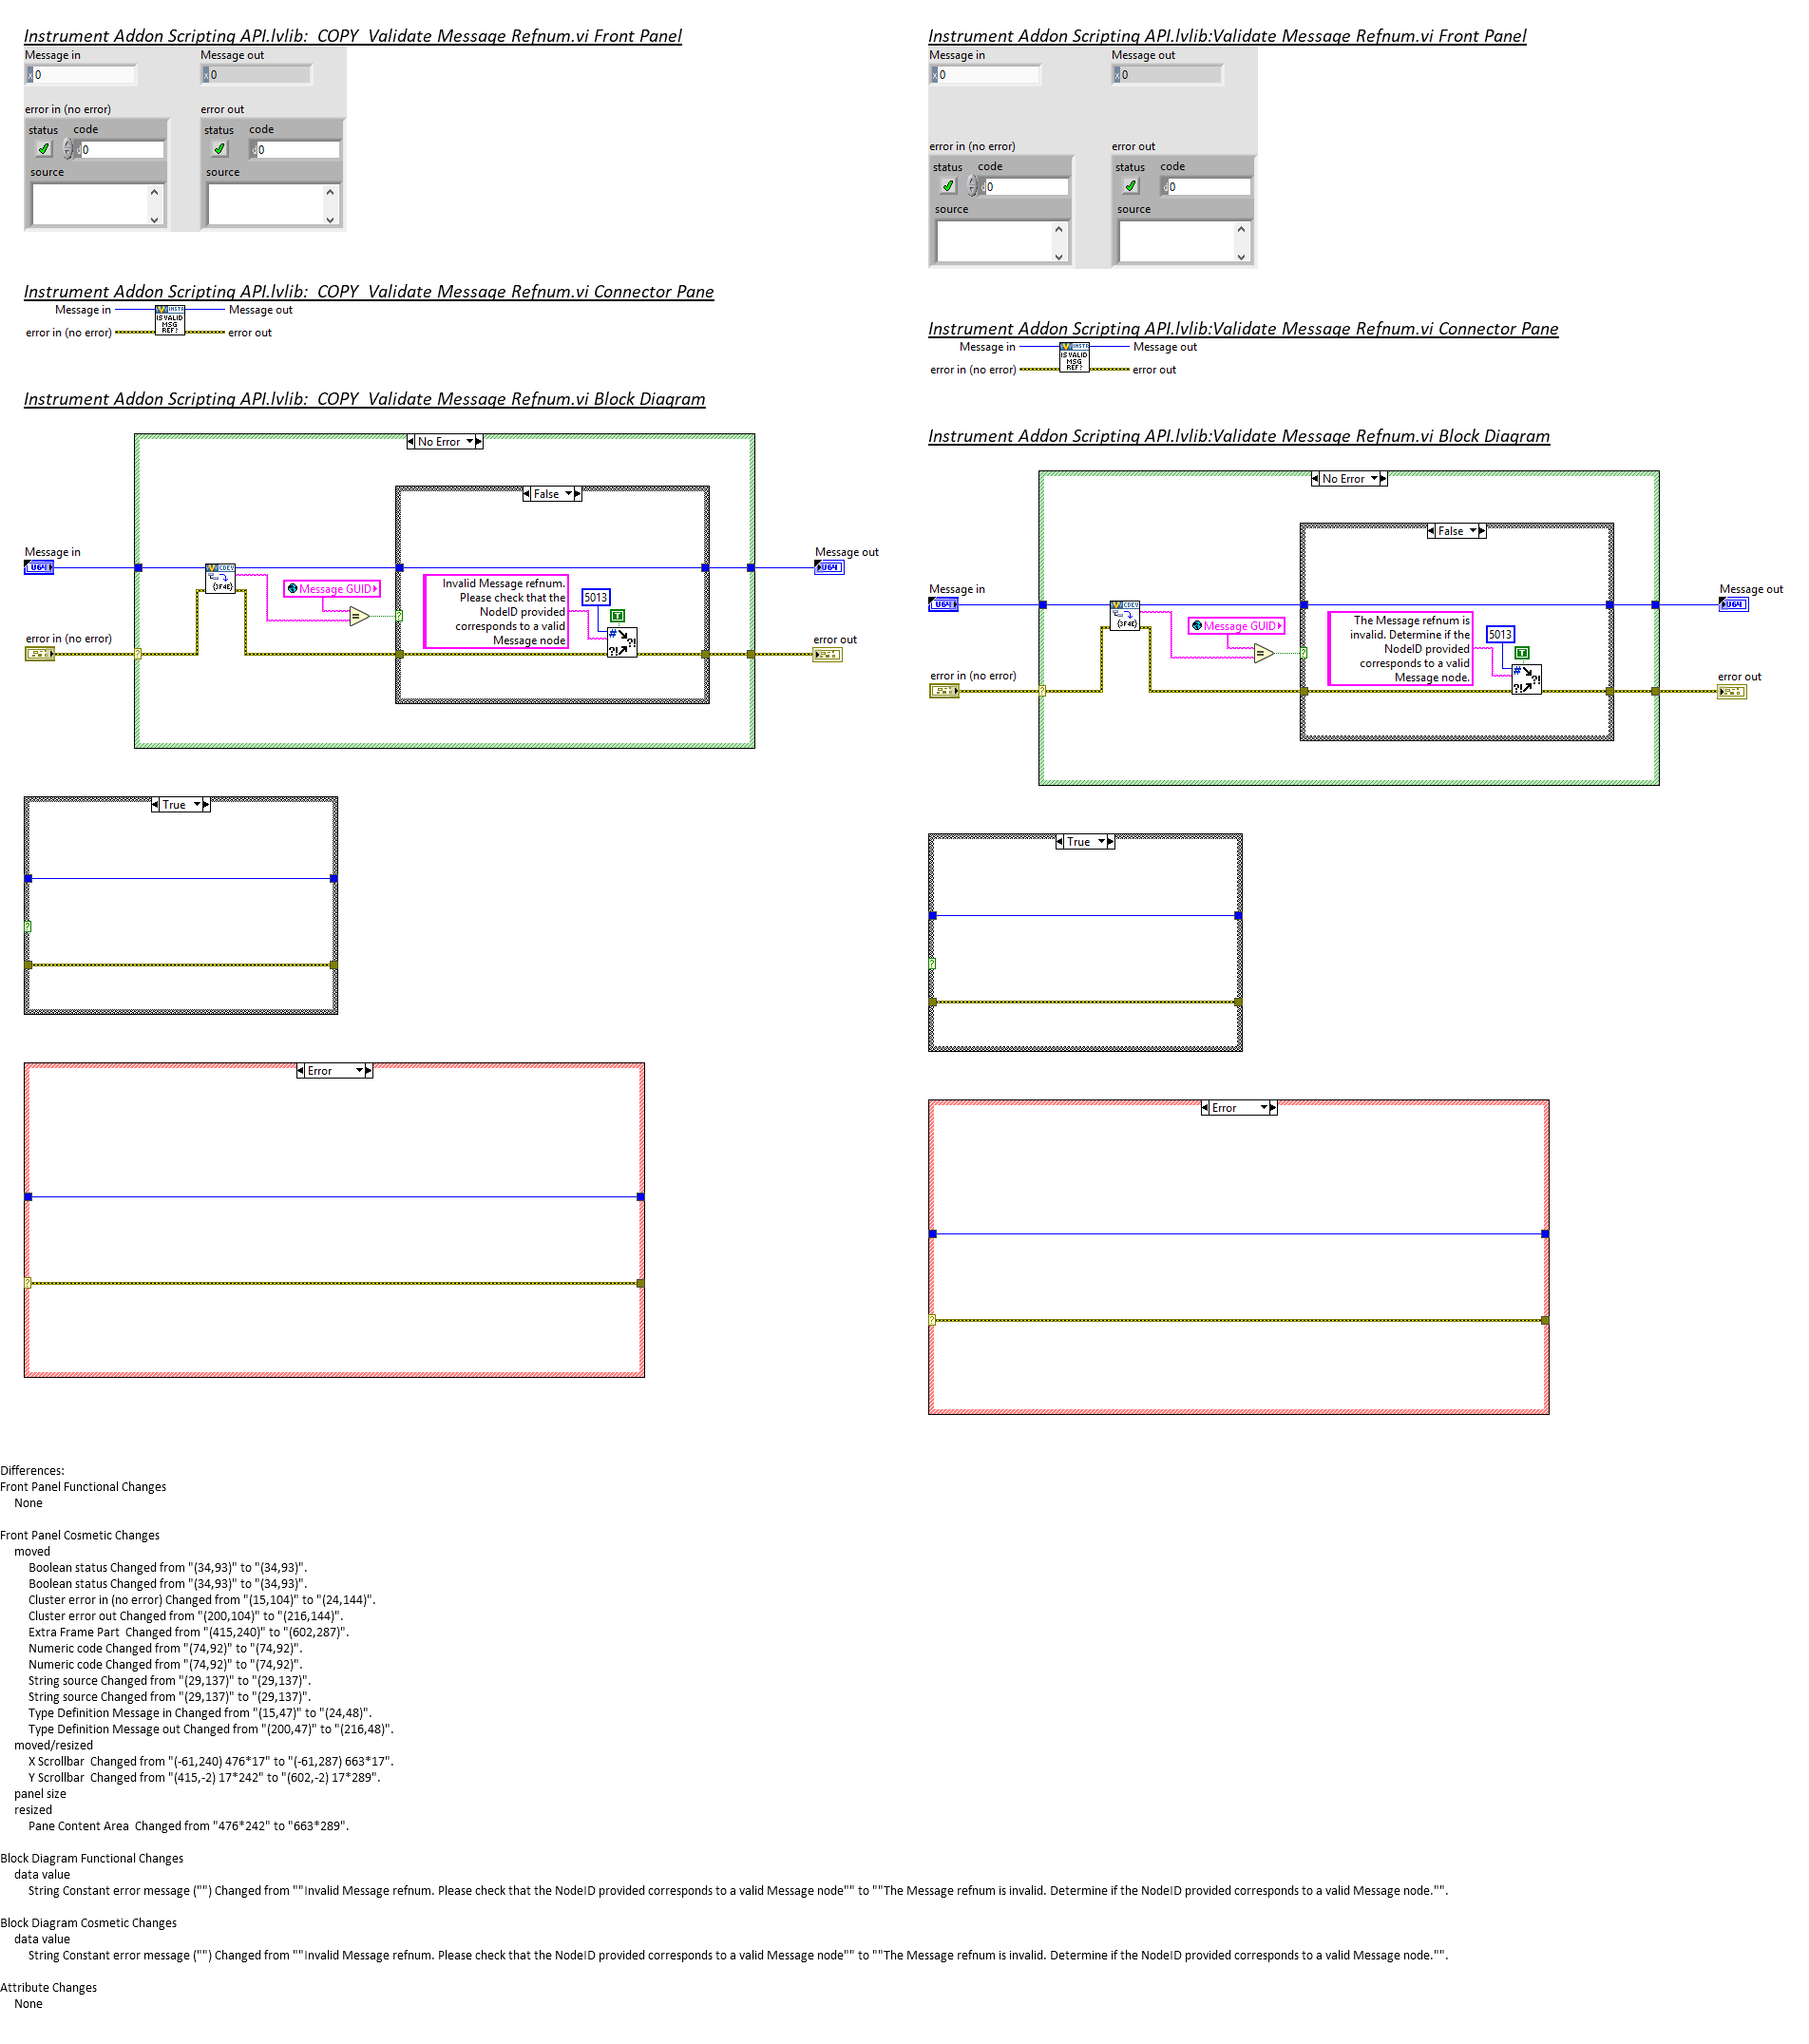 Instrument Addon Scripting API.lvlib:  COPY  Validate Message Refnum.vi Front Panel
Message in
Message out
x 0
x 0
error in (no error)
error out
status
code
status
code
d 0
d 0
source
source
Instrument Addon Scripting API.lvlib:  COPY  Validate Message Refnum.vi Connector Pane
Message in
INSTR
Message out
IS VALID
MSG
REF?
error in (no error)
error out
Instrument Addon Scripting API.lvlib:  COPY  Validate Message Refnum.vi Block Diagram
No Error
False
Message in
U64
CDEV
{3F4E}
Message GUID
=
?
Invalid Message refnum.
Please check that the
NodeID provided
corresponds to a valid
Message node
5013
T
#
?!
?!
Message out
U64
error in (no error)
?
error out
True
?
Error
?
Instrument Addon Scripting API.lvlib:Validate Message Refnum.vi Front Panel
Message in
Message out
x 0
x 0
error in (no error)
error out
status
code
status
code
d 0
d 0
source
source
Instrument Addon Scripting API.lvlib:Validate Message Refnum.vi Connector Pane
Message in
INSTR
Message out
IS VALID
MSG
REF?
error in (no error)
error out
Instrument Addon Scripting API.lvlib:Validate Message Refnum.vi Block Diagram
No Error
False
Message in
U64
CDEV
{3F4E}
Message GUID
=
?
The Message refnum is
invalid. Determine if the
NodeID provided
corresponds to a valid
Message node.
5013
T
#
?!
?!
Message out
U64
error in (no error)
?
error out
True
?
Error
?
Differences:
Front Panel Functional Changes
None
Front Panel Cosmetic Changes
moved
Boolean status Changed from "(34,93)" to "(34,93)".
Boolean status Changed from "(34,93)" to "(34,93)".
Cluster error in (no error) Changed from "(15,104)" to "(24,144)".
Cluster error out Changed from "(200,104)" to "(216,144)".
Extra Frame Part  Changed from "(415,240)" to "(602,287)".
Numeric code Changed from "(74,92)" to "(74,92)".
Numeric code Changed from "(74,92)" to "(74,92)".
String source Changed from "(29,137)" to "(29,137)".
String source Changed from "(29,137)" to "(29,137)".
Type Definition Message in Changed from "(15,47)" to "(24,48)".
Type Definition Message out Changed from "(200,47)" to "(216,48)".
moved/resized
X Scrollbar  Changed from "(-61,240) 476*17" to "(-61,287) 663*17".
Y Scrollbar  Changed from "(415,-2) 17*242" to "(602,-2) 17*289".
panel size
resized
Pane Content Area  Changed from "476*242" to "663*289".
Block Diagram Functional Changes
data value
String Constant error message ("") Changed from ""Invalid Message refnum. Please check that the NodeID provided corresponds to a valid Message node"" to ""The Message refnum is invalid. Determine if the NodeID provided corresponds to a valid Message node."".
Block Diagram Cosmetic Changes
data value
String Constant error message ("") Changed from ""Invalid Message refnum. Please check that the NodeID provided corresponds to a valid Message node"" to ""The Message refnum is invalid. Determine if the NodeID provided corresponds to a valid Message node."".
Attribute Changes
None